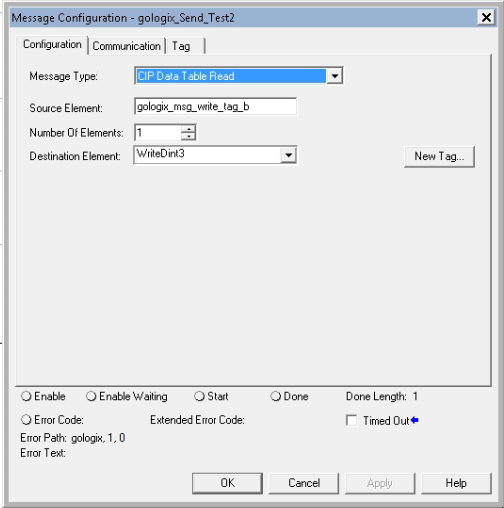 Message Configuration - gologix_Send_Test2
Configuration Communication Tag
Message Type: CIP Data Table Read
Source Element: gologix_msg_write_tag_b
Number Of Elements: 1
Destination Element: WriteDint3 New Tag...
Enable Enable Waiting Start Done Done Length: 1
Error Code: Extended Error Code: Timed Out
Error Path: gologix, 1, 0
Error Text:
OK Cancel Apply Help